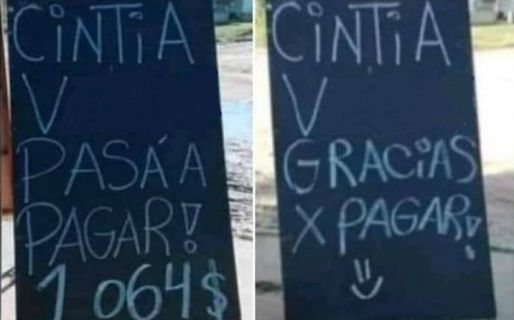 CiNTiA
V
PASÁ A
PAGAR!
1 064$
CiNTiA
V
GRACiAS
X PAGAR!